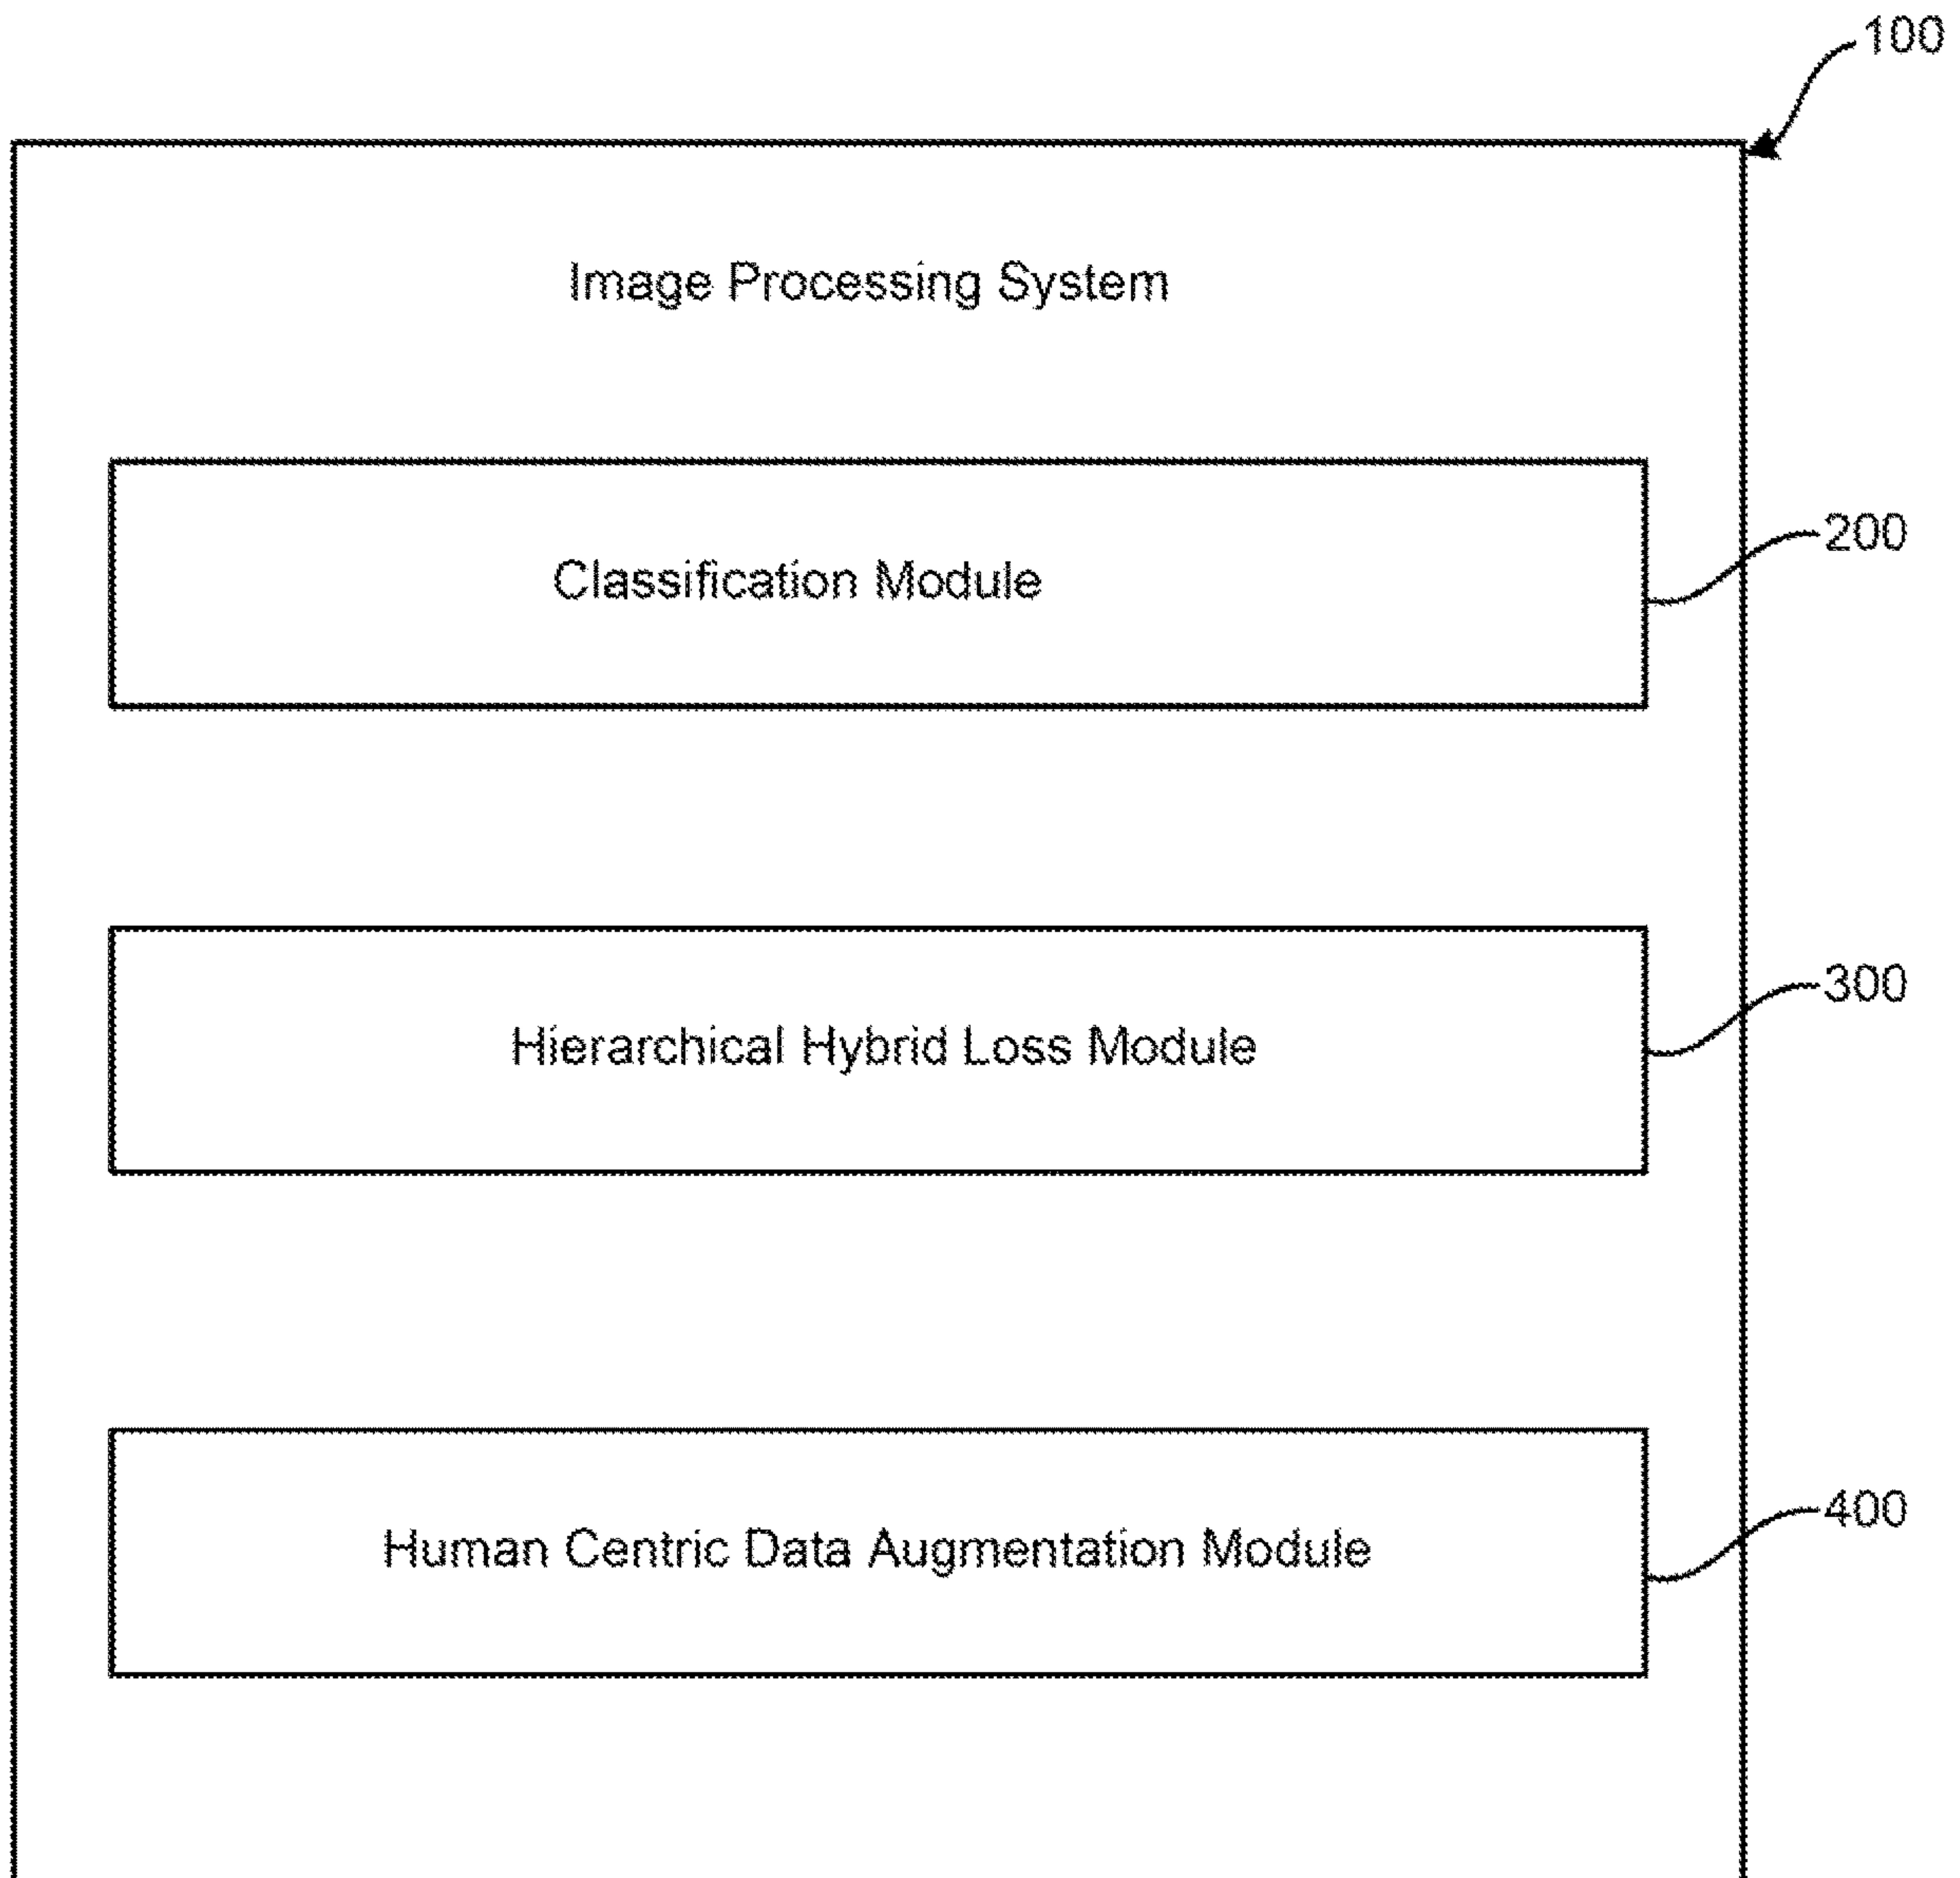 100
Image Processing System
Classification Module
200
Hierarchical Hybrid Loss Module
300
Human Centric Data Augmentation Module
400